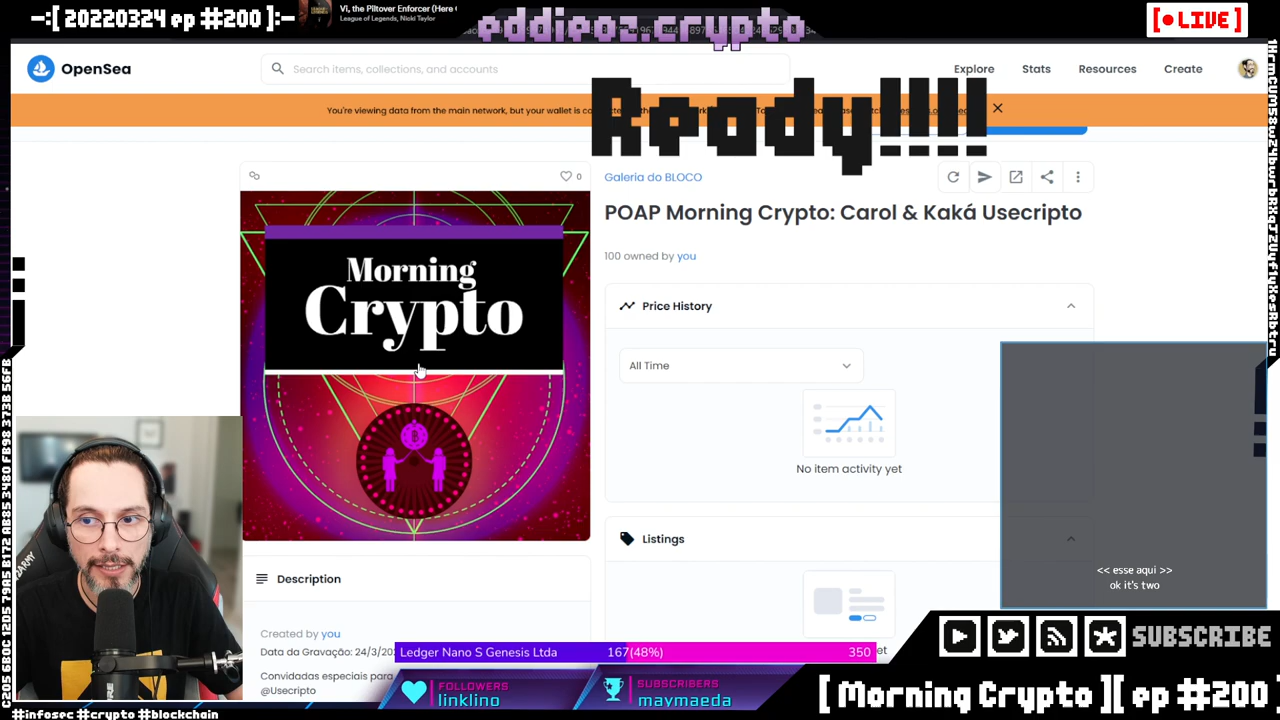 -:[ 20220324 ep #200 ]:-
Vi, the Piltover Enforcer (Here
League of Legends, Nicki Taylor
eddieoz.crypto
[● LIVE]
OpenSea
Search items, collections, and accounts
Explore
Stats
Resources
Create
You're viewing data from the main network, but your wallet is
Ready!!!!
0
Galeria do BLOCO
POAP Morning Crypto: Carol & Kaká Usecripto
100 owned by you
Morning
Crypto
Price History
All Time
No item activity yet
Listings
<< esse aqui >>
ok it's two
Description
Created by you
Data da Gravação: 24/3/
Convidadas especiais para
@Usecripto
Ledger Nano S Genesis Ltda 167(48%) 350
FOLLOWERS
linklino
SUBSCRIBERS
maymaeda
SUBSCRIBE
[ Morning Crypto ][ ep #200 ]
#infosec #crypto #blockchain